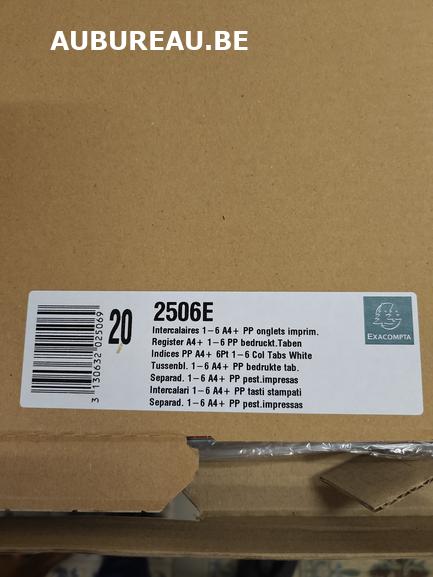 AUBUREAU.BE
3 130632 025069
20
2506E
Intercalaires 1-6 A4+ PP onglets imprim.
Register A4+ 1-6 PP bedruckt.Taben
Indices PP A4+ 6Pt 1-6 Col Tabs White
Tussenbl. 1-6 A4+ PP bedrukte tab.
Separad. 1-6 A4+ PP pest.impresas
Intercalari 1-6 A4+ PP tasti stampati
Separad. 1-6 A4+ PP pest.impressas
EXACOMPTA